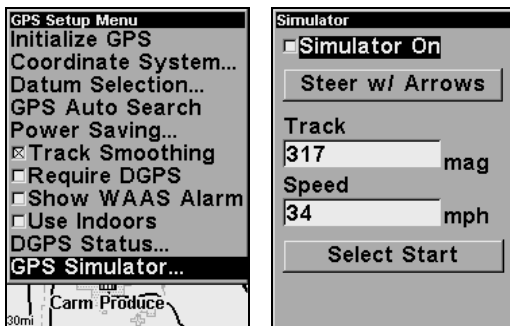 GPS Setup Menu
Initialize GPS
Coordinate System...
Datum Selection...
GPS Auto Search
Power Saving...
Track Smoothing
Require DGPS
Show WAAS Alarm
Use Indoors
DGPS Status...
GPS Simulator...
Carm Produce
30mi
Simulator
Simulator On
Steer w/ Arrows
Track
317 mag
Speed
34 mph
Select Start